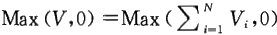 Max(V,0)=Max(∑_{i=1}^{N} V_i,0)